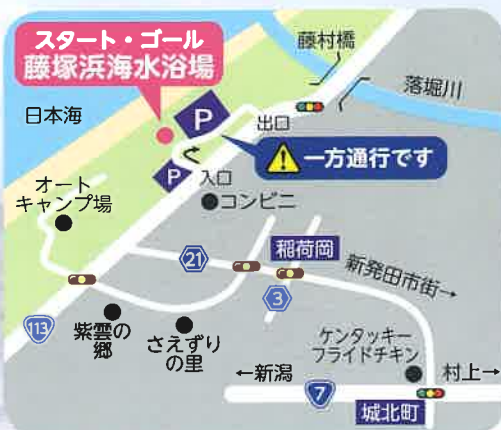 スタート・ゴール
藤塚浜海水浴場
藤村橋
落堀川
日本海
P
出口
一方通行です
P
入口
コンビニ
オート
キャンプ場
21
稲荷岡
新発田市街→
3
113
紫雲の
郷
さえずり
の里
ケンタッキー
フライドチキン
←新潟
村上→
7
城北町